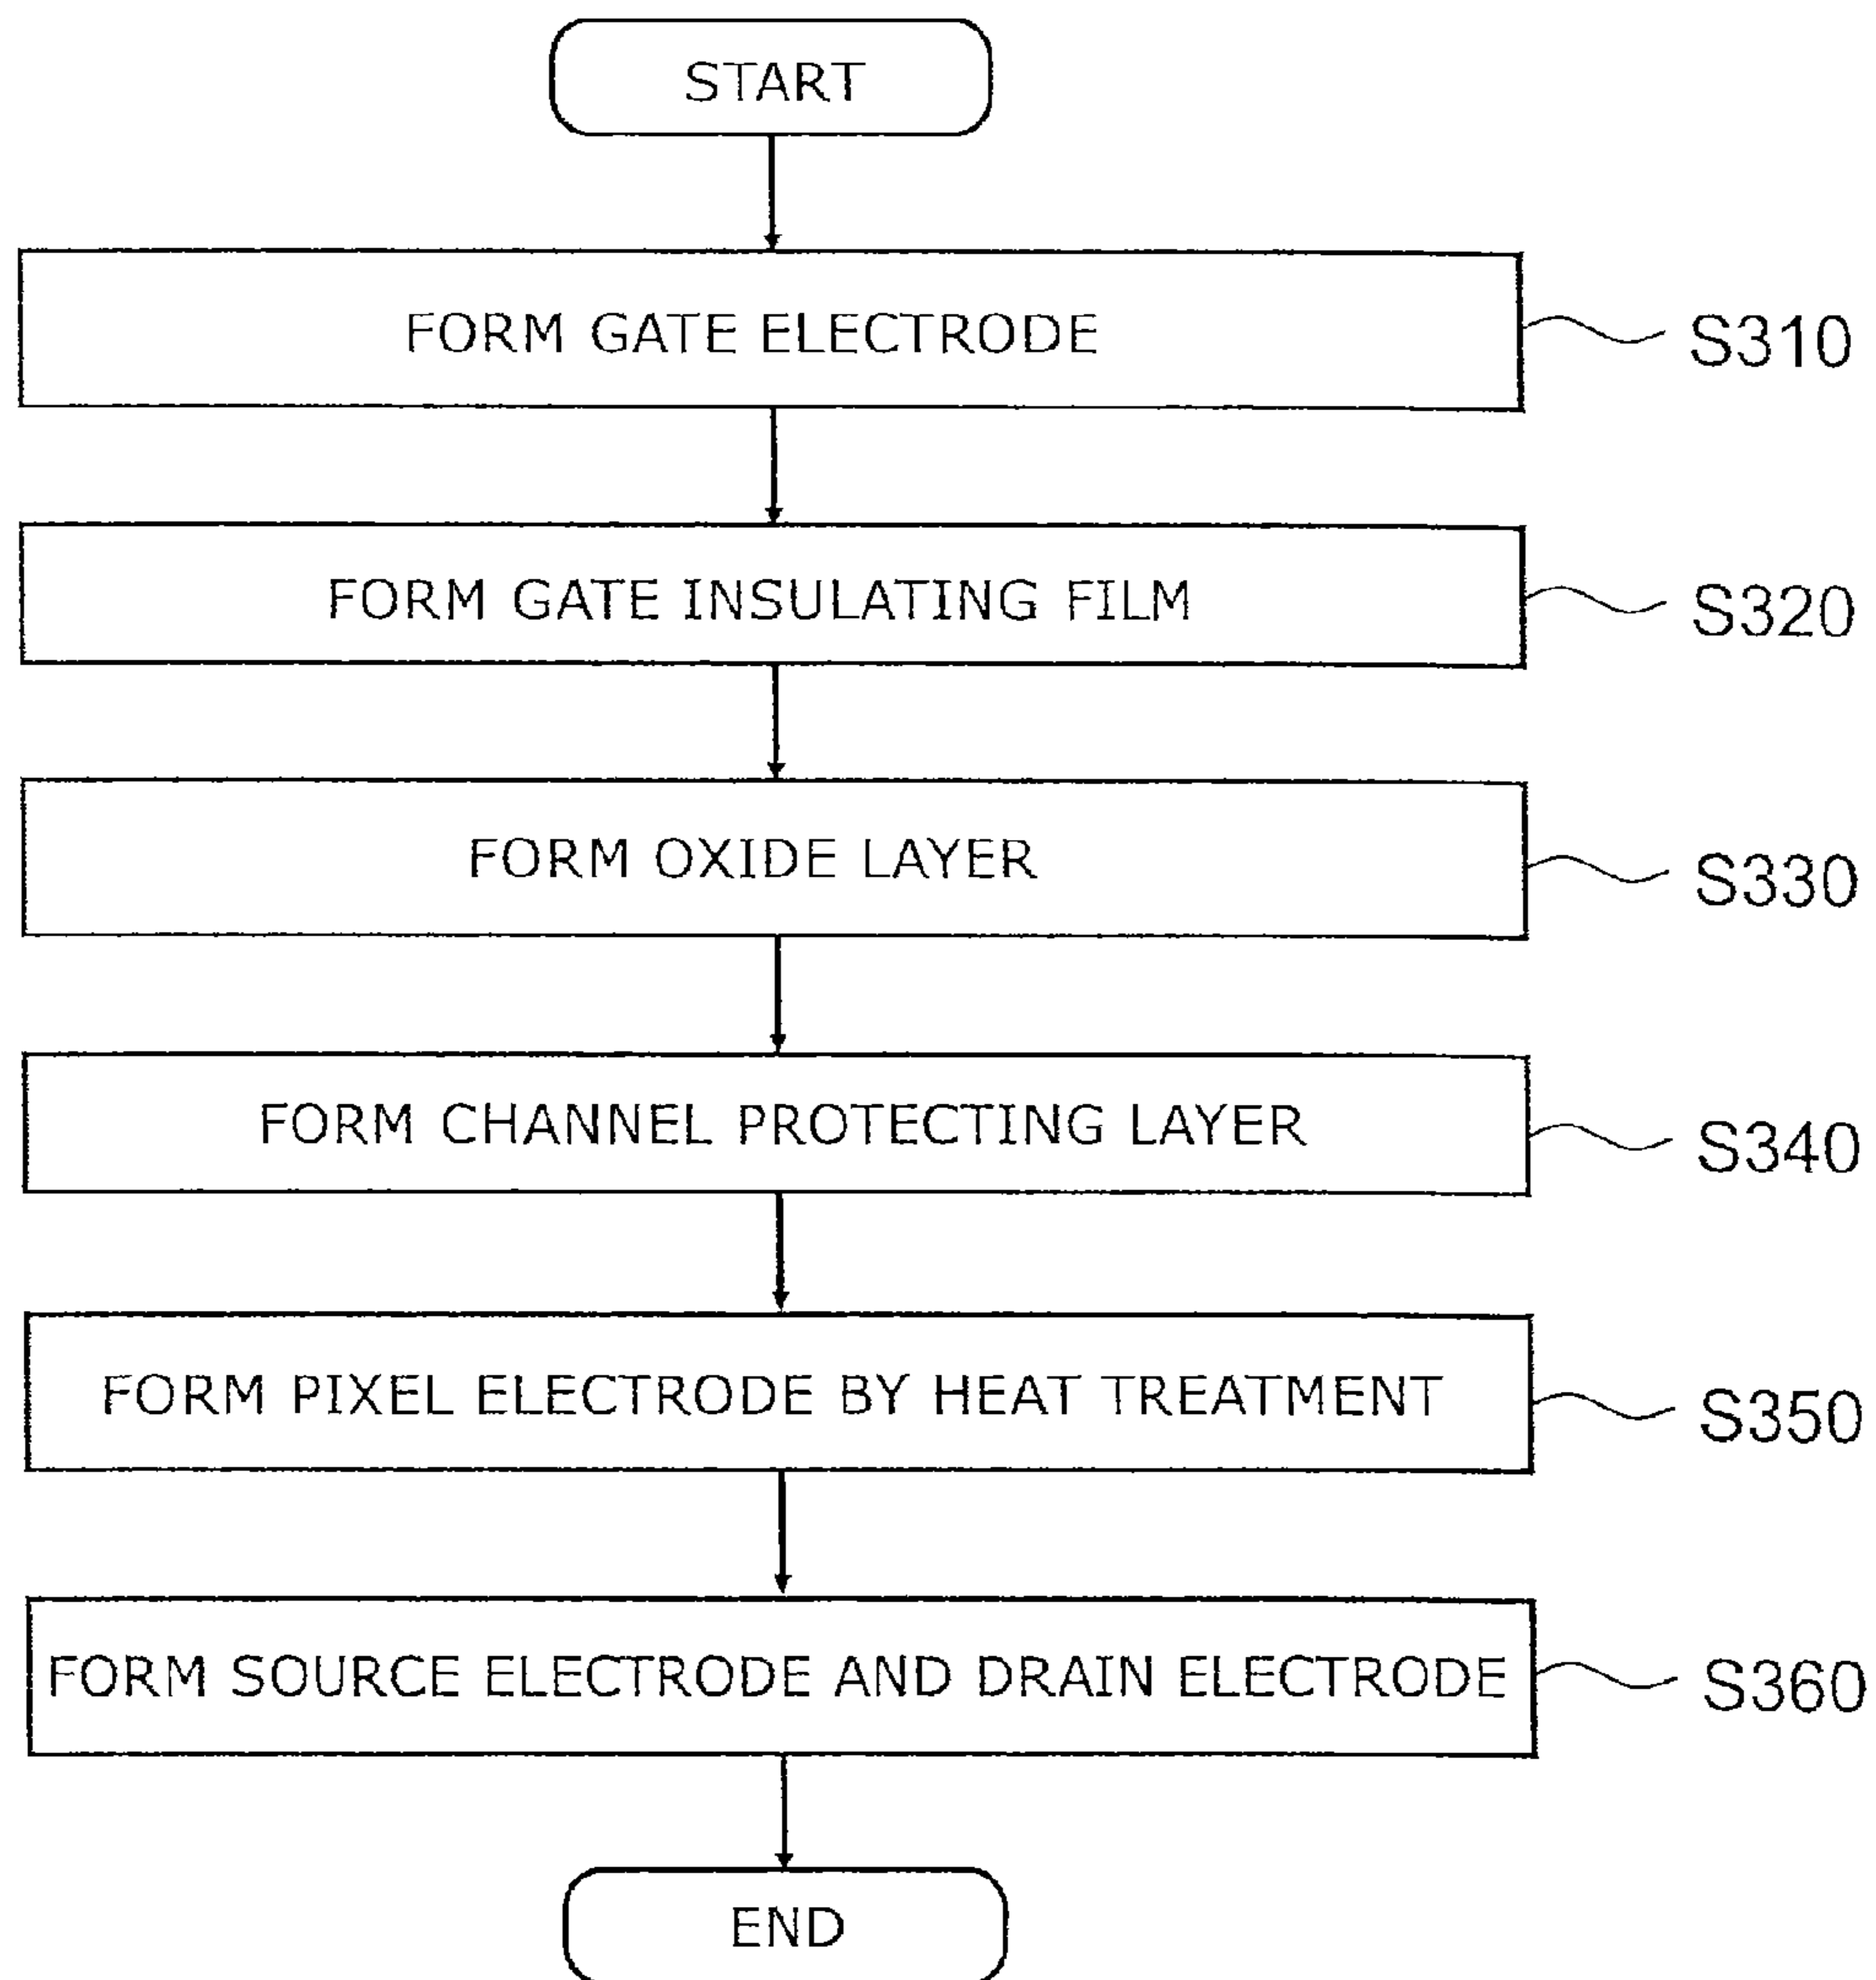 START
FORM GATE ELECTRODE
S310
FORM GATE INSULATING FILM
S320
FORM OXIDE LAYER
S330
FORM CHANNEL PROTECTING LAYER
S340
FORM PIXEL ELECTRODE BY HEAT TREATMENT
S350
FORM SOURCE ELECTRODE AND DRAIN ELECTRODE
S360
END